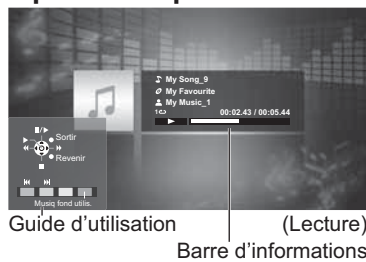 My Song_9
My Favourite
My Music_1
1 00:02.43 / 00:05.44
Sortir
Revenir
Musiq fond utilis.
Guide d'utilisation (Lecture)
Barre d'informations